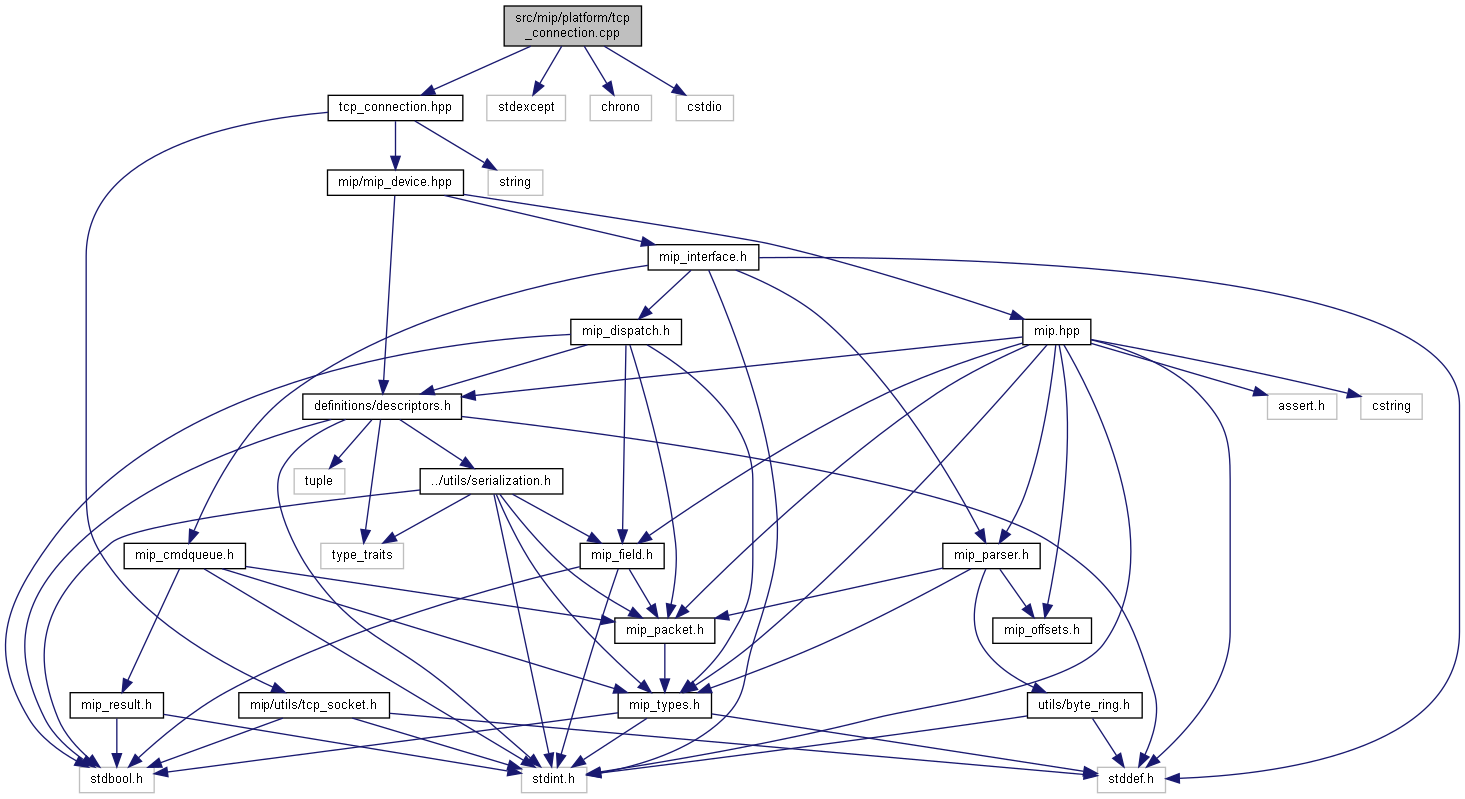 src/mip/platform/tcp
_connection.cpp
tcp_connection.hpp
stdexcept
chrono
cstdio
mip/mip_device.hpp
string
mip_interface.h
mip_dispatch.h
mip.hpp
definitions/descriptors.h
assert.h
cstring
tuple
../utils/serialization.h
mip_cmdqueue.h
type_traits
mip_field.h
mip_parser.h
mip_packet.h
mip_offsets.h
mip_result.h
mip/utils/tcp_socket.h
mip_types.h
utils/byte_ring.h
stdbool.h
stdint.h
stddef.h